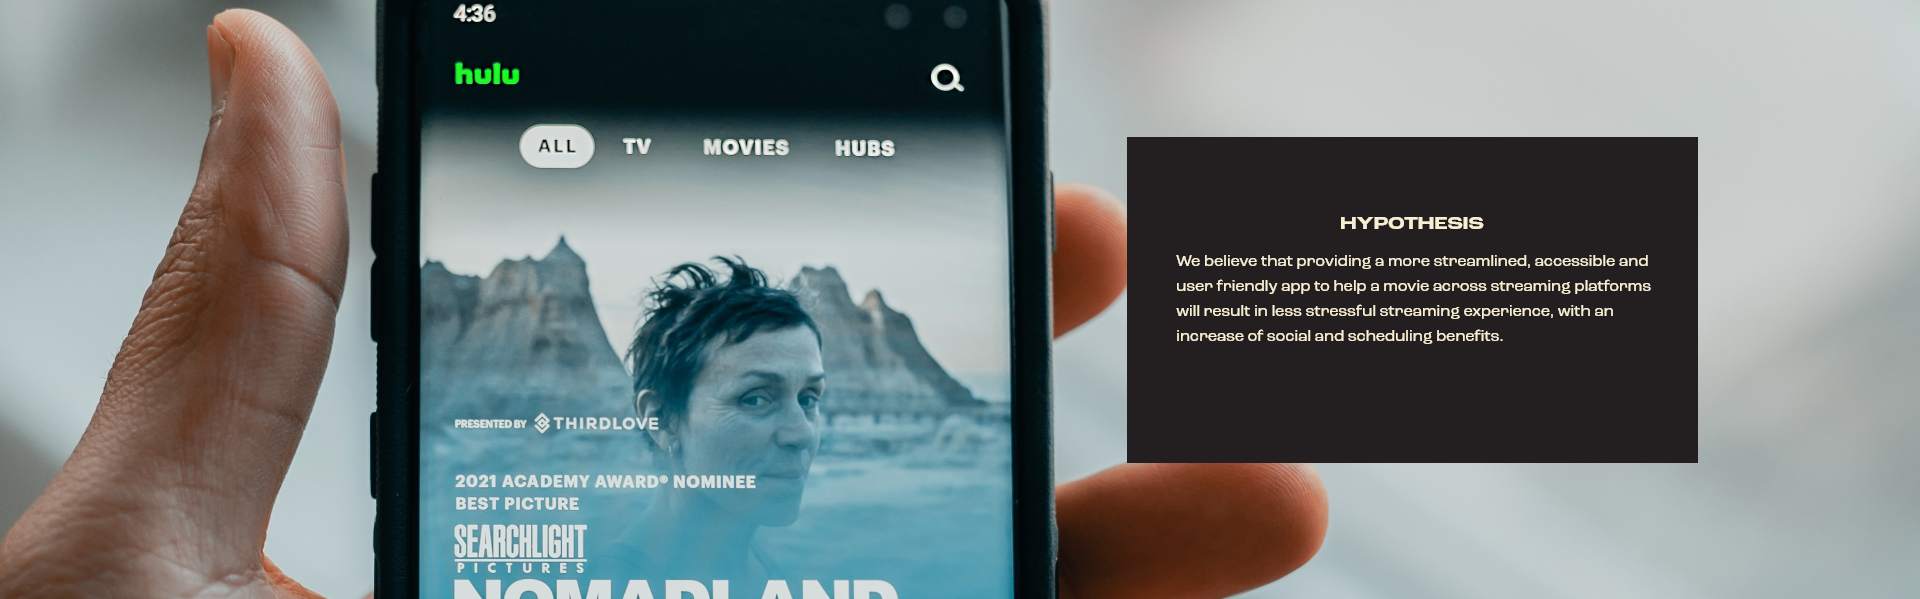 4:36
hulu
ALL TV MOVIES HUBS
PRESENTED BY THIRDLOVE
2021 ACADEMY AWARD® NOMINEE
BEST PICTURE
SEARCHLIGHT
PICTURES
NOMADLAND
HYPOTHESIS
We believe that providing a more streamlined, accessible and
user friendly app to help a movie across streaming platforms
will result in less stressful streaming experience, with an
increase of social and scheduling benefits.